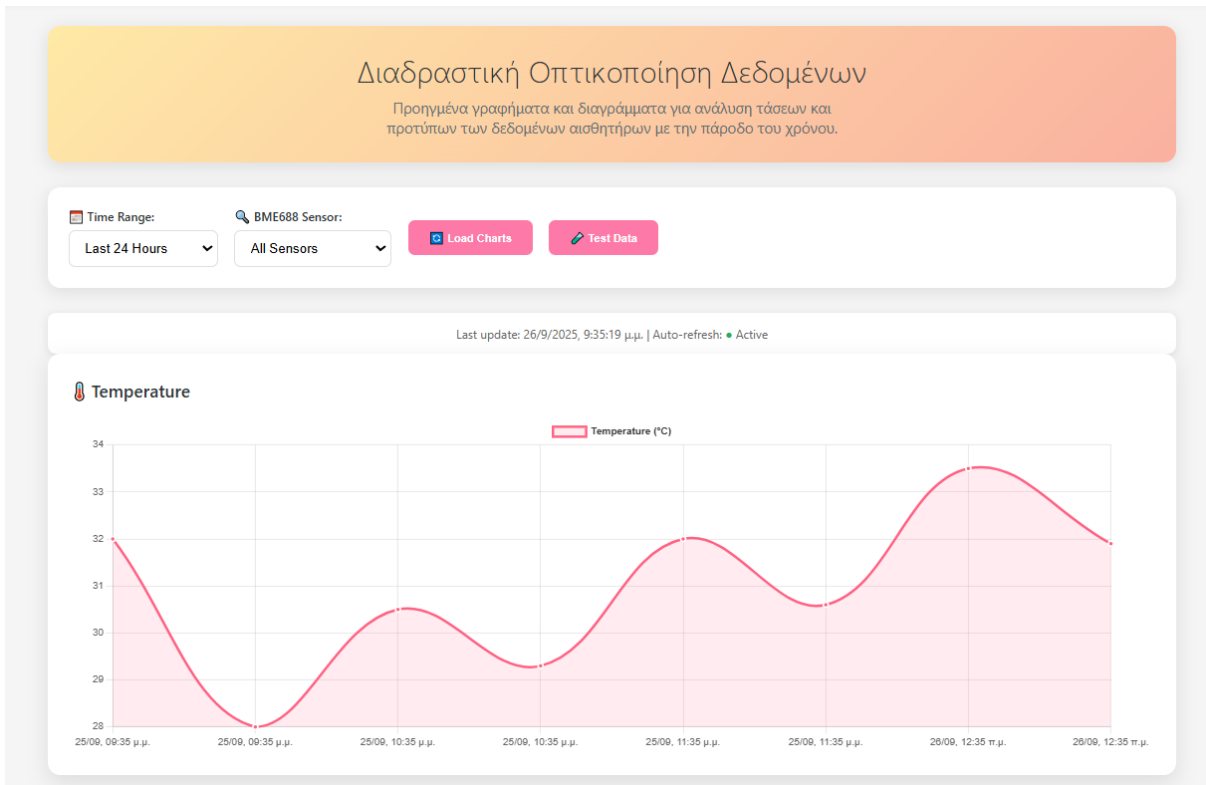 Διαδραστική Οπτικοποίηση Δεδομένων
Προηγμένα γραφήματα και διαγράμματα για ανάλυση τάσεων και
προτύπων των δεδομένων αισθητήρων με την πάροδο του χρόνου.
Time Range:
BME688 Sensor:
Last 24 Hours
All Sensors
Load Charts
Test Data
Last update: 26/9/2025, 9:35:19 μ.μ. | Auto-refresh: ● Active
Temperature
Temperature (°C)
34
33
32
31
30
29
28
25/09, 09:35 μ.μ.
25/09, 09:35 μ.μ.
25/09, 10:35 μ.μ.
25/09, 10:35 μ.μ.
25/09, 11:35 μ.μ.
25/09, 11:35 μ.μ.
26/09, 12:35 π.μ.
26/09, 12:35 π.μ.